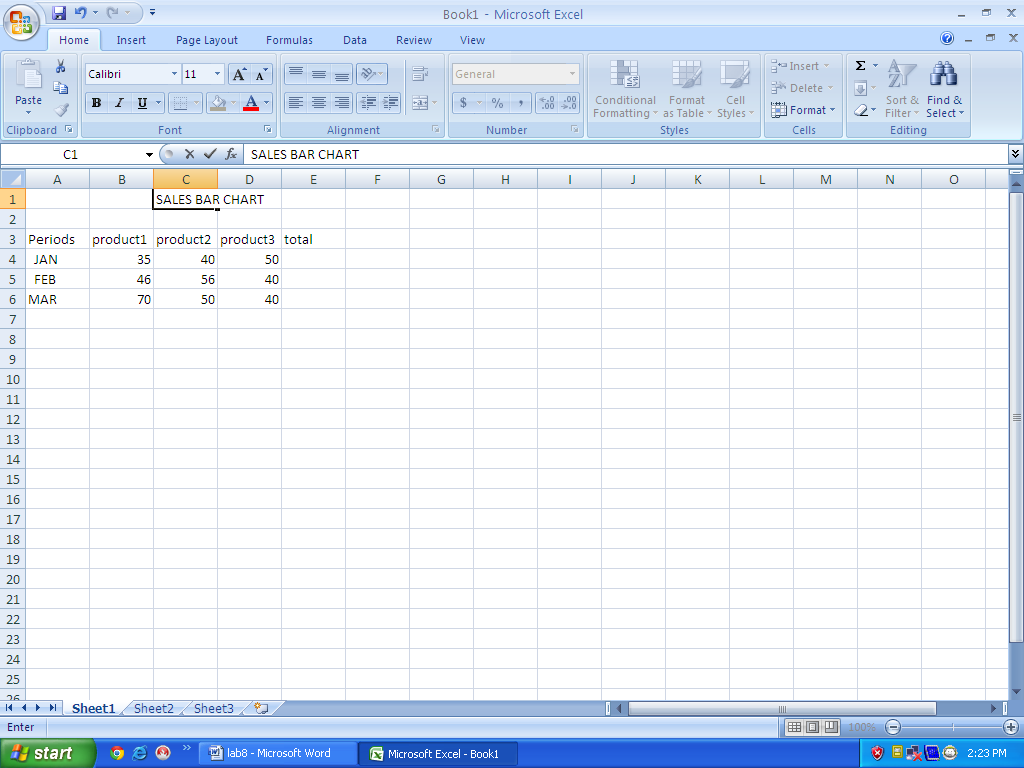 Book1 - Microsoft Excel
Home Insert Page Layout Formulas Data Review View
Paste
Calibri 11
B I U A
General
$ % ,
Conditional Formatting
Format as Table
Cell Styles
Insert
Delete
Format
Σ
Sort & Filter
Find & Select
Clipboard Font Alignment Number Styles Cells Editing
C1 fx SALES BAR CHART
A B C D E F G H I J K L M N O
1 SALES BAR CHART
2
3 Periods product1 product2 product3 total
4 JAN 35 40 50
5 FEB 46 56 40
6 MAR 70 50 40
7
8
9
10
11
12
13
14
15
16
17
18
19
20
21
22
23
24
25
26
Sheet1 Sheet2 Sheet3
Enter 100%
start lab8 - Microsoft Word Microsoft Excel - Book1 2:23 PM